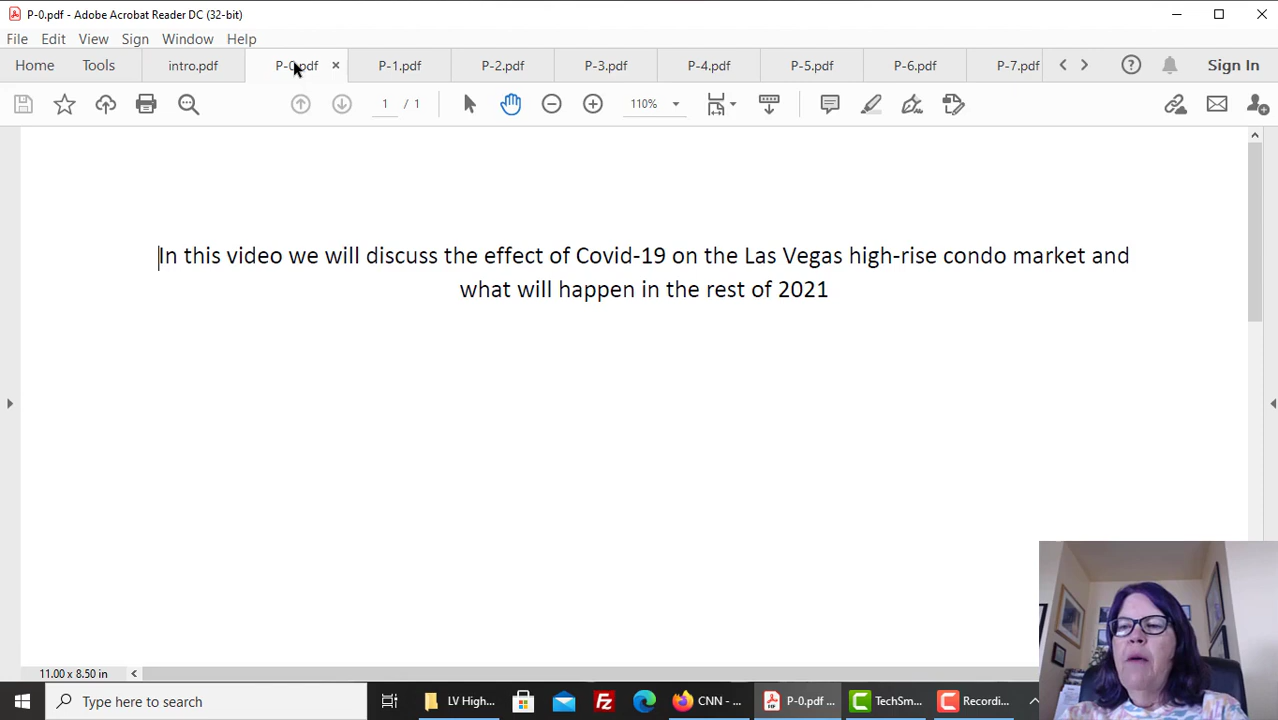 P-0.pdf - Adobe Acrobat Reader DC (32-bit)
File Edit View Sign Window Help
Home Tools intro.pdf P-0.pdf P-1.pdf P-2.pdf P-3.pdf P-4.pdf P-5.pdf P-6.pdf P-7.pdf Sign In
1 / 1 110%
In this video we will discuss the effect of Covid-19 on the Las Vegas high-rise condo market and
what will happen in the rest of 2021
11.00 x 8.50 in
Type here to search LV High... CNN - ... P-0.pdf ... TechSm... Recordi...